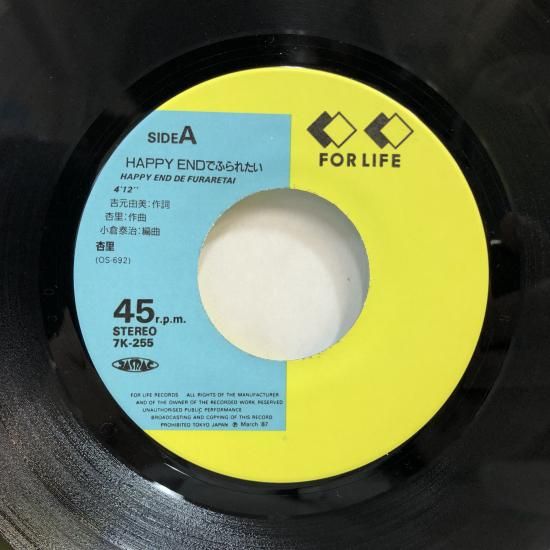 SIDE A
HAPPY ENDでふられたい
HAPPY END DE FURARETAI
4'12''
吉元由美:作詞
杏里:作曲
小倉泰治:編曲
杏里
(OS-692)
45 r.p.m.
STEREO
7K-255
JASRAC
FOR LIFE
FOR LIFE RECORDS ALL RIGHTS OF THE MANUFACTURER
AND OF THE OWNER OF THE RECORDED WORK RESERVED
UNAUTHORISED PUBLIC PERFORMANCE
BROADCASTING AND COPYING OF THIS RECORD
PROHIBITED TOKYO JAPAN Ⓟ March '87